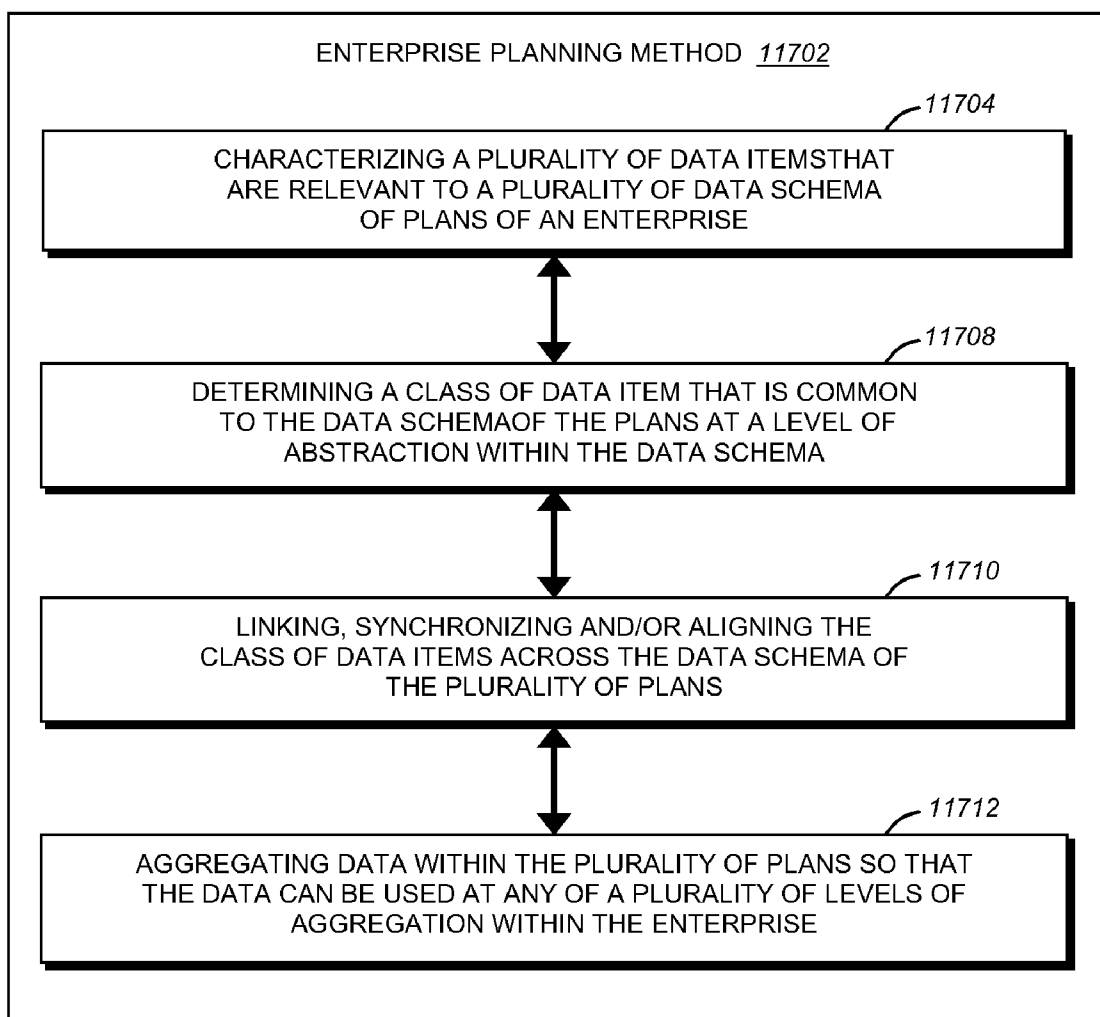 ENTERPRISE PLANNING METHOD 11702
11704
CHARACTERIZING A PLURALITY OF DATA ITEMSTHAT
ARE RELEVANT TO A PLURALITY OF DATA SCHEMA
OF PLANS OF AN ENTERPRISE
11708
DETERMINING A CLASS OF DATA ITEM THAT IS COMMON
TO THE DATA SCHEMAOF THE PLANS AT A LEVEL OF
ABSTRACTION WITHIN THE DATA SCHEMA
11710
LINKING, SYNCHRONIZING AND/OR ALIGNING THE
CLASS OF DATA ITEMS ACROSS THE DATA SCHEMA OF
THE PLURALITY OF PLANS
11712
AGGREGATING DATA WITHIN THE PLURALITY OF PLANS SO THAT
THE DATA CAN BE USED AT ANY OF A PLURALITY OF LEVELS OF
AGGREGATION WITHIN THE ENTERPRISE